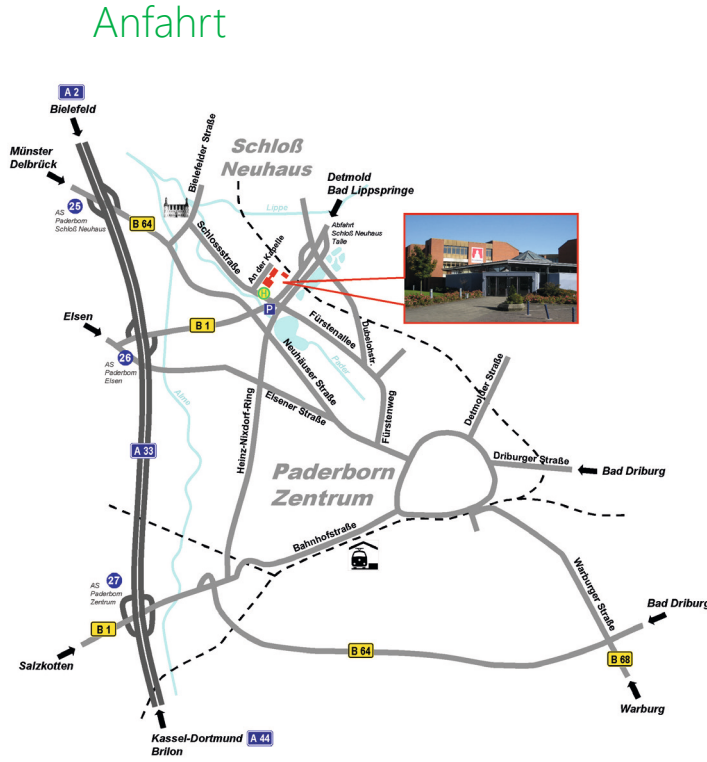 Anfahrt
A 2
Bielefeld
Münster
Delbrück
25
AS
Paderborn
Schloß Neuhaus
B 64
Bielefelder Straße
Schloß
Neuhaus
Lippe
Detmold
Bad Lippspringe
Abfahrt
Schloß Neuhaus
Talle
Schlossstraße
An der Kapelle
H
P
Elsen
B 1
26
AS
Paderborn
Elsen
Fürstenallee
Dubelohstr.
Pader
Neuhäuser Straße
Elsener Straße
Alme
Heinz-Nixdorf-Ring
Fürstenweg
Detmolder Straße
A 33
Driburger Straße
Bad Driburg
Paderborn
Zentrum
Bahnhofstraße
27
AS
Paderborn
Zentrum
B 1
Salzkotten
B 64
Warburger Straße
Bad Driburg
B 68
Warburg
Kassel-Dortmund
A 44
Brilon